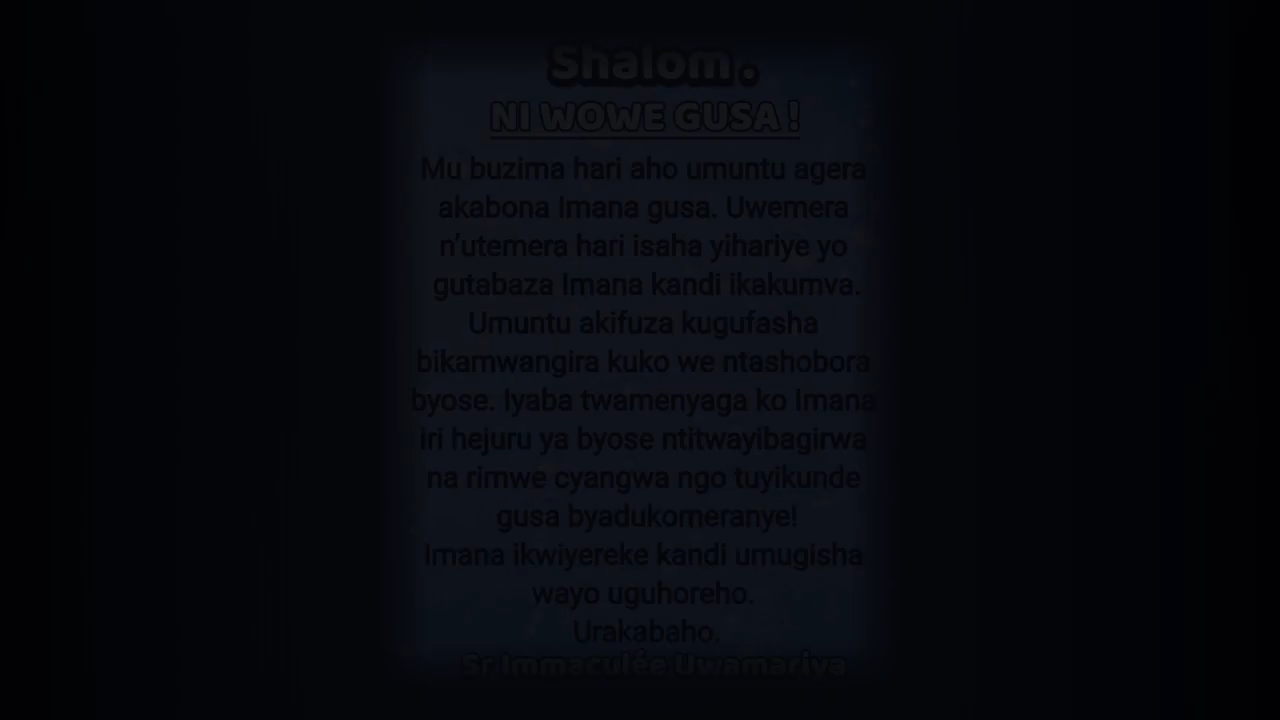 Shalom .
NI WOWE GUSA !
Mu buzima hari aho umuntu agera
akabona Imana gusa. Uwemera
n’utemera hari isaha yihariye yo
gutabaza Imana kandi ikakumva.
Umuntu akifuza kugufasha
bikamwangira kuko we ntashobora
byose. Iyaba twamenyaga ko Imana
iri hejuru ya byose ntitwayibagirwa
na rimwe cyangwa ngo tuyikunde
gusa byadukomeranye!
Imana ikwiyereke kandi umugisha
wayo uguhoreho.
Urakabaho.
Sr Immaculée Uwamariya